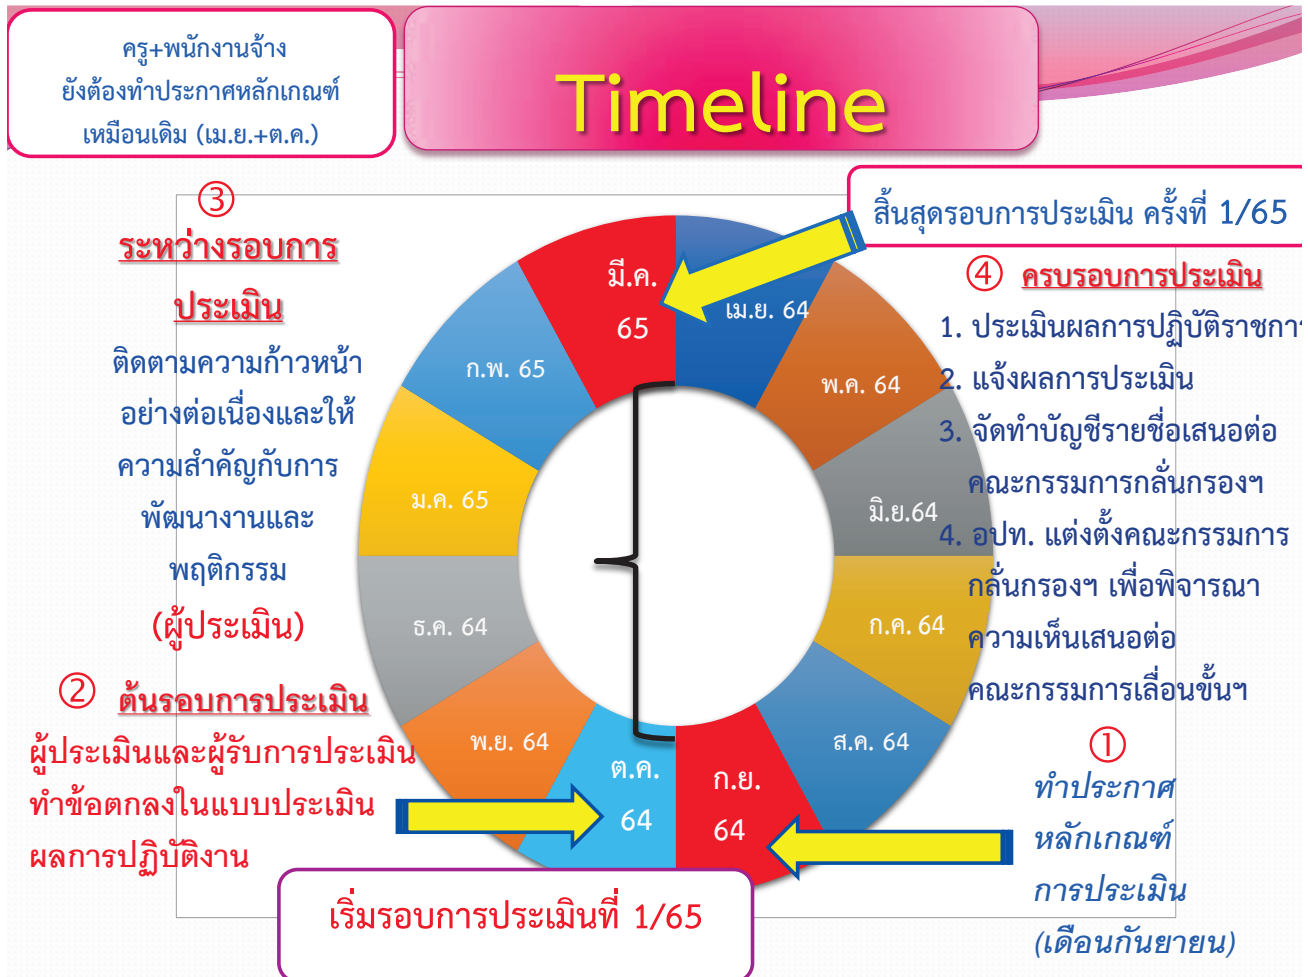 ครู+พนักงานจ้าง
ยังต้องทำประกาศหลักเกณฑ์
เหมือนเดิม (เม.ย.+ต.ค.)
Timeline
สิ้นสุดรอบการประเมิน ครั้งที่ 1/65
③
ระหว่างรอบการ
ประเมิน
ติดตามความก้าวหน้า
อย่างต่อเนื่องและให้
ความสำคัญกับการ
พัฒนางานและ
พฤติกรรม
(ผู้ประเมิน)
② ต้นรอบการประเมิน
ผู้ประเมินและผู้รับการประเมิน
ทำข้อตกลงในแบบประเมิน
ผลการปฏิบัติงาน
มี.ค.
65
เม.ย. 64
พ.ค. 64
มิ.ย.64
ก.ค. 64
ส.ค. 64
ก.ย.
64
ต.ค.
64
พ.ย. 64
ธ.ค. 64
ม.ค. 65
ก.พ. 65
④ ครบรอบการประเมิน
1. ประเมินผลการปฏิบัติราชการ
2. แจ้งผลการประเมิน
3. จัดทำบัญชีรายชื่อเสนอต่อ
คณะกรรมการกลั่นกรองฯ
4. อปท. แต่งตั้งคณะกรรมการ
กลั่นกรองฯ เพื่อพิจารณา
ความเห็นเสนอต่อ
คณะกรรมการเลื่อนขั้นฯ
①
ทำประกาศ
หลักเกณฑ์
การประเมิน
(เดือนกันยายน)
เริ่มรอบการประเมินที่ 1/65